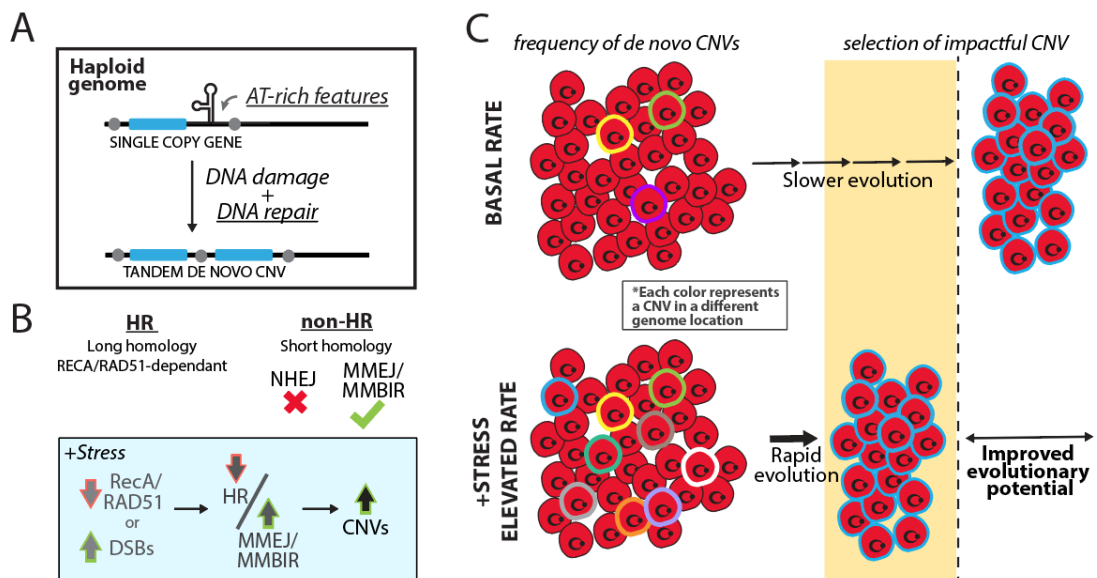 A
Haploid
genome
AT-rich features
SINGLE COPY GENE
DNA damage
+
DNA repair
TANDEM DE NOVO CNV
B
HR
Long homology
RECA/RAD51-dependant
non-HR
Short homology
NHEJ
MMEJ/
MMBIR
+Stress
RecA/
RAD51
or
DSBs
HR
MMEJ/
MMBIR
CNVs
C
frequency of de novo CNVs
selection of impactful CNV
BASAL RATE
Slower evolution
*Each color represents
a CNV in a different
genome location
+STRESS
ELEVATED RATE
Rapid
evolution
Improved
evolutionary
potential